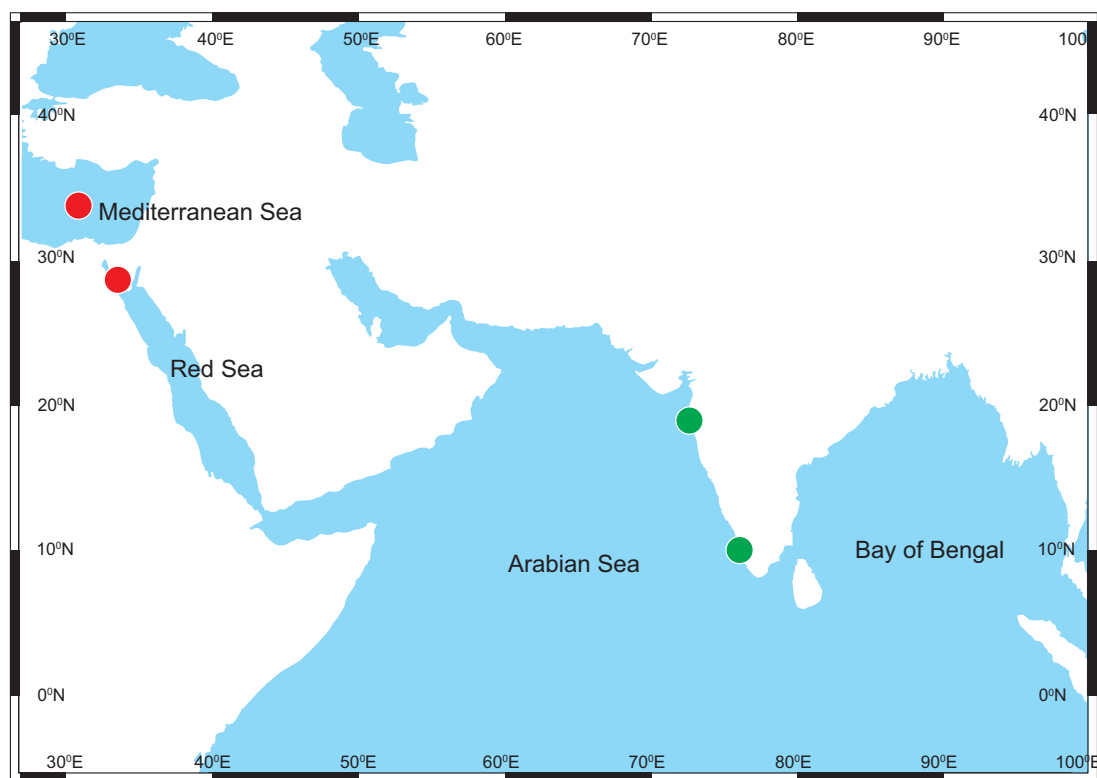 30⁰E 40⁰E 50⁰E 60⁰E 70⁰E 80⁰E 90⁰E 100
40⁰N 40⁰N
Mediterranean Sea
30⁰N 30⁰N
Red Sea
20⁰N 20⁰N
10⁰N Arabian Sea Bay of Bengal 10⁰N
0⁰N 0⁰N
30⁰E 40⁰E 50⁰E 60⁰E 70⁰E 80⁰E 90⁰E 100⁰E